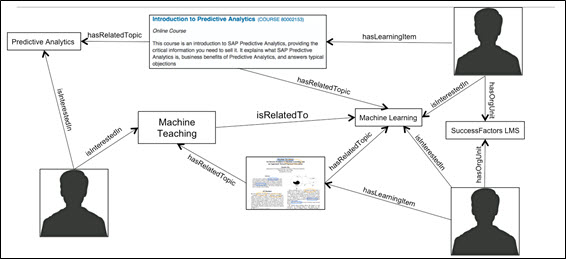 Introduction to Predictive Analytics (COURSE 80002153)
Online Course
This course is an introduction to SAP Predictive Analytics, providing the
critical information you need to sell it. It explains what SAP Predictive
Analytics is, business benefits of Predictive Analytics, and answers typical
objections
Predictive Analytics
hasRelatedTopic
hasLearningItem
hasRelatedTopic
isInterestedIn
hasOrgUnit
isInterestedIn
Machine
Teaching
isRelatedTo
Machine Learning
SuccessFactors LMS
isInterestedIn
hasRelatedTopic
hasRelatedTopic
isInterestedIn
hasOrgUnit
hasLearningItem